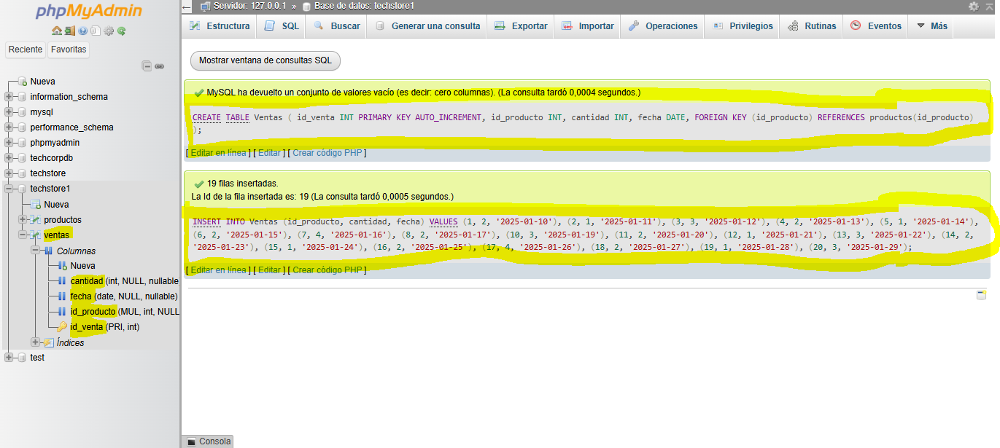 phpMyAdmin
Reciente Favoritas
Nueva
information_schema
mysql
performance_schema
phpmyadmin
techcorpdb
techstore
techstore1
Nueva
productos
ventas
Columnas
Nueva
cantidad (int, NULL, nullable
fecha (date, NULL, nullable)
id_producto (MUL, int, NULL
id_venta (PRI, int)
Índices
test
Servidor: 127.0.0.1 » Base de datos: techstore1
Estructura SQL Buscar Generar una consulta Exportar Importar Operaciones Privilegios Rutinas Eventos Más
Mostrar ventana de consultas SQL
MySQL ha devuelto un conjunto de valores vacío (es decir: cero columnas). (La consulta tardó 0,0004 segundos.)
CREATE TABLE Ventas ( id_venta INT PRIMARY KEY AUTO_INCREMENT, id_producto INT, cantidad INT, fecha DATE, FOREIGN KEY (id_producto) REFERENCES productos(id_producto)
);
[ Editar en línea ] [ Editar ] [ Crear código PHP ]
19 filas insertadas.
La Id de la fila insertada es: 19 (La consulta tardó 0,0005 segundos.)
INSERT INTO Ventas (id_producto, cantidad, fecha) VALUES (1, 2, '2025-01-10'), (2, 1, '2025-01-11'), (3, 3, '2025-01-12'), (4, 2, '2025-01-13'), (5, 1, '2025-01-14'),
(6, 2, '2025-01-15'), (7, 4, '2025-01-16'), (8, 2, '2025-01-17'), (10, 3, '2025-01-19'), (11, 2, '2025-01-20'), (12, 1, '2025-01-21'), (13, 3, '2025-01-22'), (14, 2,
'2025-01-23'), (15, 1, '2025-01-24'), (16, 2, '2025-01-25'), (17, 4, '2025-01-26'), (18, 2, '2025-01-27'), (19, 1, '2025-01-28'), (20, 3, '2025-01-29');
[ Editar en línea ] [ Editar ] [ Crear código PHP ]
Consola